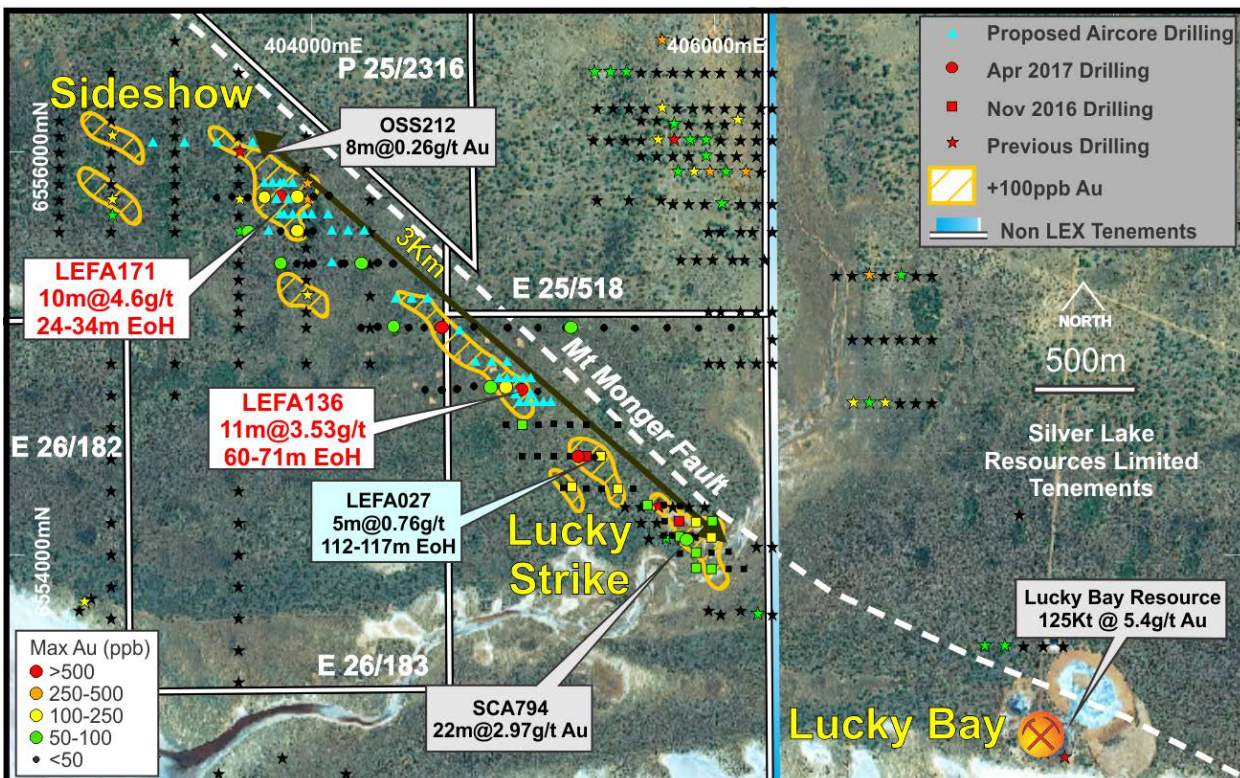 404000mE
406000mE
P 25/2316
Sideshow
6556000mN
OSS212
8m@0.26g/t Au
LEFA171
10m@4.6g/t
24-34m EoH
3Km
E 25/518
Mt Monger Fault
LEFA136
11m@3.53g/t
60-71m EoH
E 26/182
LEFA027
5m@0.76g/t
112-117m EoH
Lucky
Strike
6554000mN
E 26/183
SCA794
22m@2.97g/t Au
Max Au (ppb)
>500
250-500
100-250
50-100
<50
Proposed Aircore Drilling
Apr 2017 Drilling
Nov 2016 Drilling
Previous Drilling
+100ppb Au
Non LEX Tenements
NORTH
500m
Silver Lake
Resources Limited
Tenements
Lucky Bay Resource
125Kt @ 5.4g/t Au
Lucky Bay